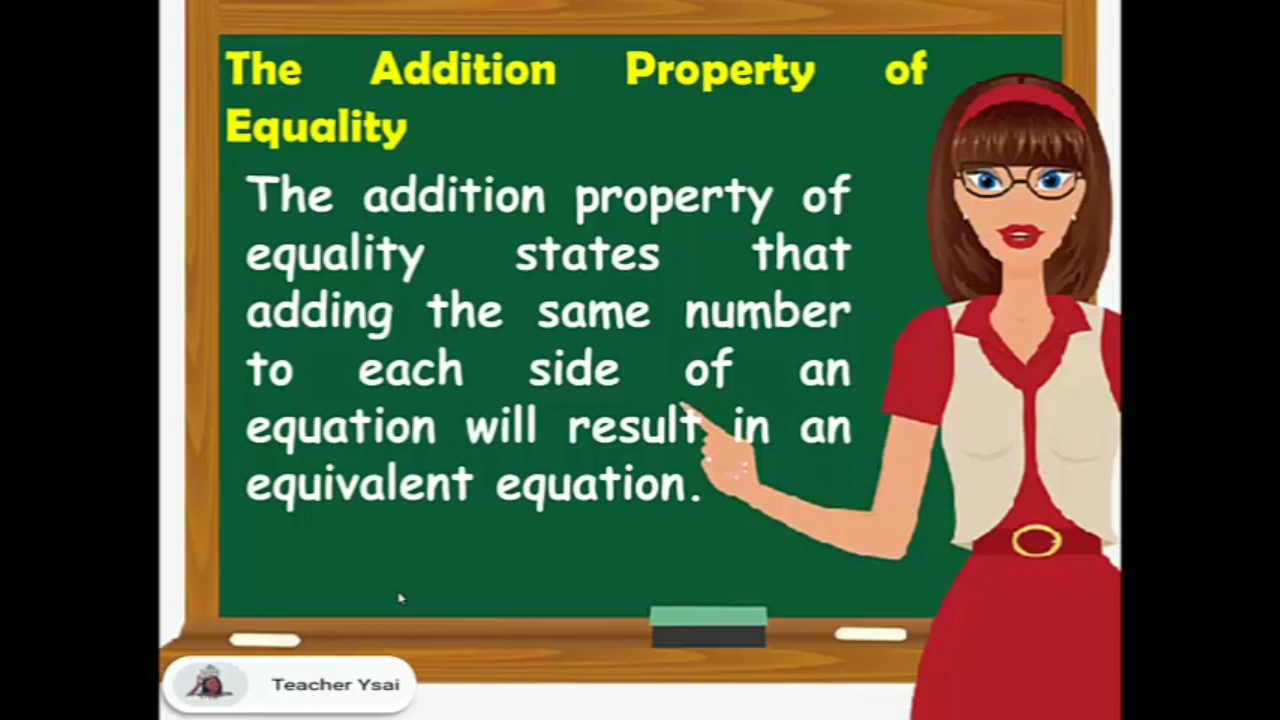 The Addition Property of
Equality
The addition property of
equality states that
adding the same number
to each side of an
equation will result in an
equivalent equation.
Teacher Ysai